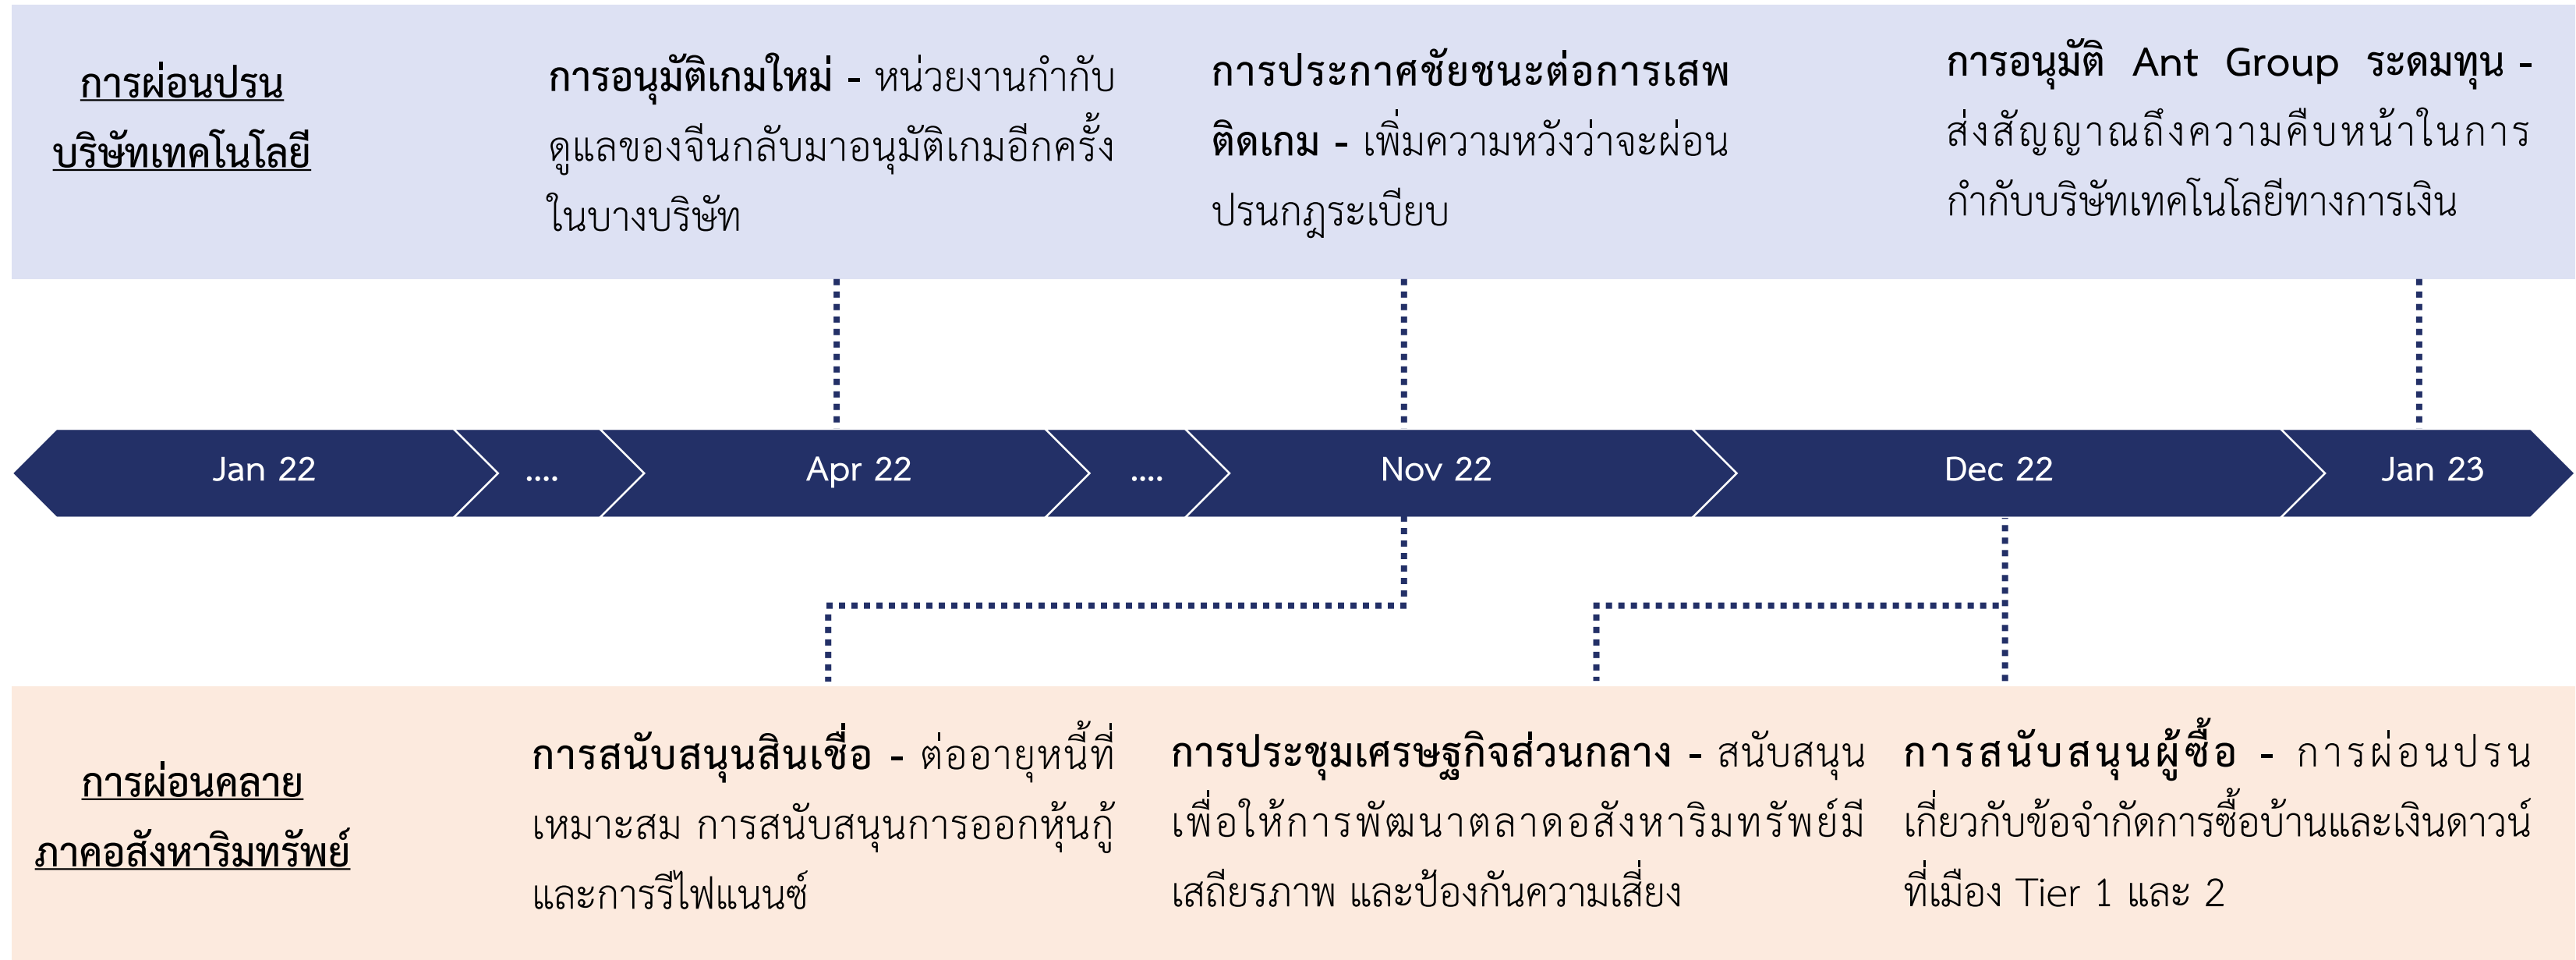 การผ่อนปรน
บริษัทเทคโนโลยี
การอนุมัติเกมใหม่ - หน่วยงานกำกับ
ดูแลของจีนกลับมาอนุมัติเกมอีกครั้ง
ในบางบริษัท
การประกาศชัยชนะต่อการเสพ
ติดเกม - เพิ่มความหวังว่าจะผ่อน
ปรนกฎระเบียบ
การอนุมัติ Ant Group ระดมทุน -
ส่งสัญญาณถึงความคืบหน้าในการ
กำกับบริษัทเทคโนโลยีทางการเงิน
Jan 22
....
Apr 22
....
Nov 22
Dec 22
Jan 23
การผ่อนคลาย
ภาคอสังหาริมทรัพย์
การสนับสนุนสินเชื่อ - ต่ออายุหนี้ที่
เหมาะสม การสนับสนุนการออกหุ้นกู้
และการรีไฟแนนซ์
การประชุมเศรษฐกิจส่วนกลาง - สนับสนุน
เพื่อให้การพัฒนาตลาดอสังหาริมทรัพย์มี
เสถียรภาพ และป้องกันความเสี่ยง
การสนับสนุนผู้ซื้อ - การผ่อนปรน
เกี่ยวกับข้อจำกัดการซื้อบ้านและเงินดาวน์
ที่เมือง Tier 1 และ 2